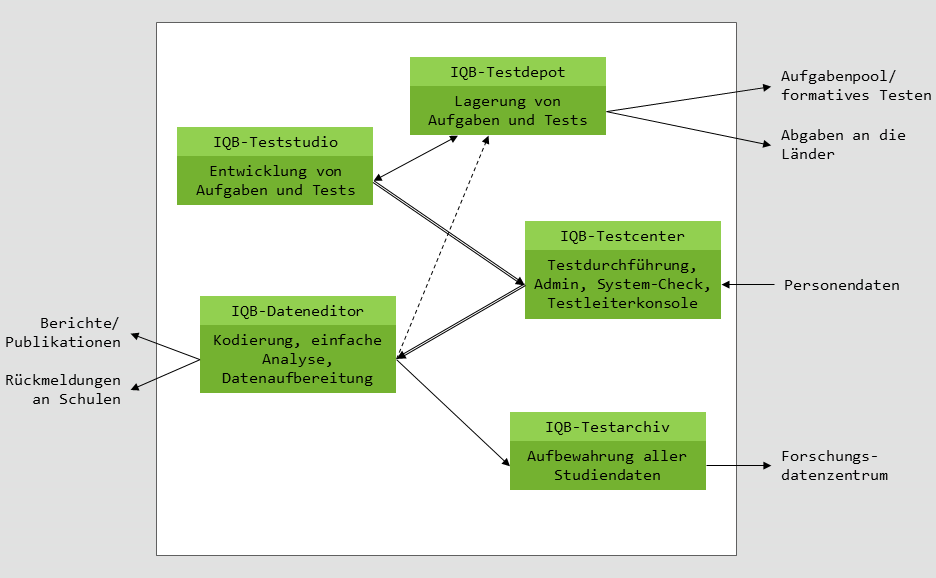 IQB-Testdepot
Lagerung von
Aufgaben und Tests
Aufgabenpool/
formatives Testen
Abgaben an die
Länder
IQB-Teststudio
Entwicklung von
Aufgaben und Tests
IQB-Testcenter
Testdurchführung,
Admin, System-Check,
Testleiterkonsole
Personendaten
IQB-Dateneditor
Kodierung, einfache
Analyse,
Datenaufbereitung
Berichte/
Publikationen
Rückmeldungen
an Schulen
IQB-Testarchiv
Aufbewahrung aller
Studiendaten
Forschungs-
datenzentrum